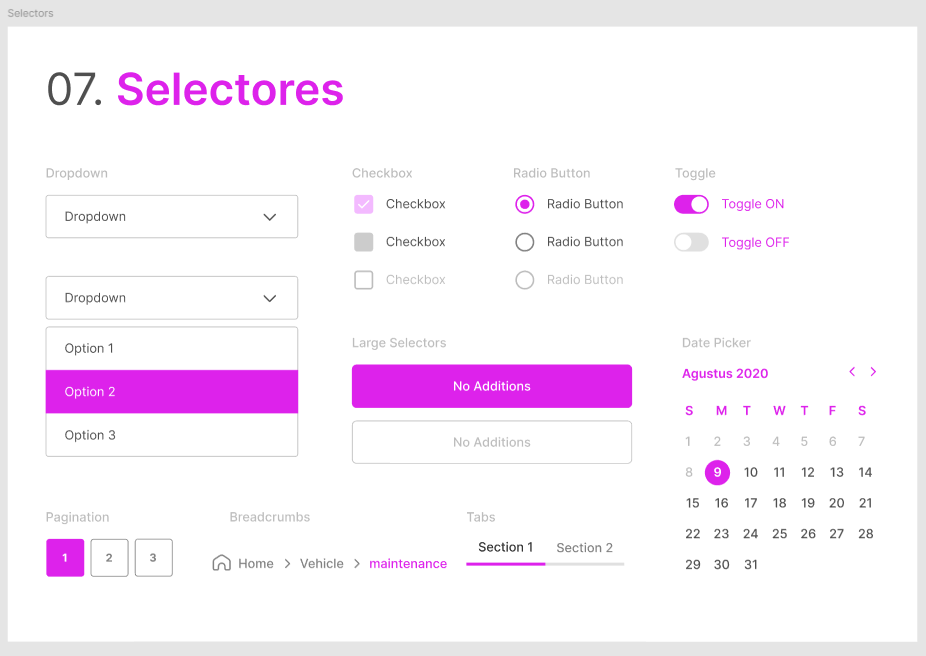 Selectors
07. Selectores
Dropdown
Dropdown
Dropdown
Option 1
Option 2
Option 3
Checkbox
Checkbox
Checkbox
Checkbox
Radio Button
Radio Button
Radio Button
Radio Button
Toggle
Toggle ON
Toggle OFF
Large Selectors
No Additions
No Additions
Date Picker
Agustus 2020
S M T W T F S
1 2 3 4 5 6 7
8 9 10 11 12 13 14
15 16 17 18 19 20 21
22 23 24 25 26 27 28
29 30 31
Pagination
1 2 3
Breadcrumbs
Home > Vehicle > maintenance
Tabs
Section 1 Section 2